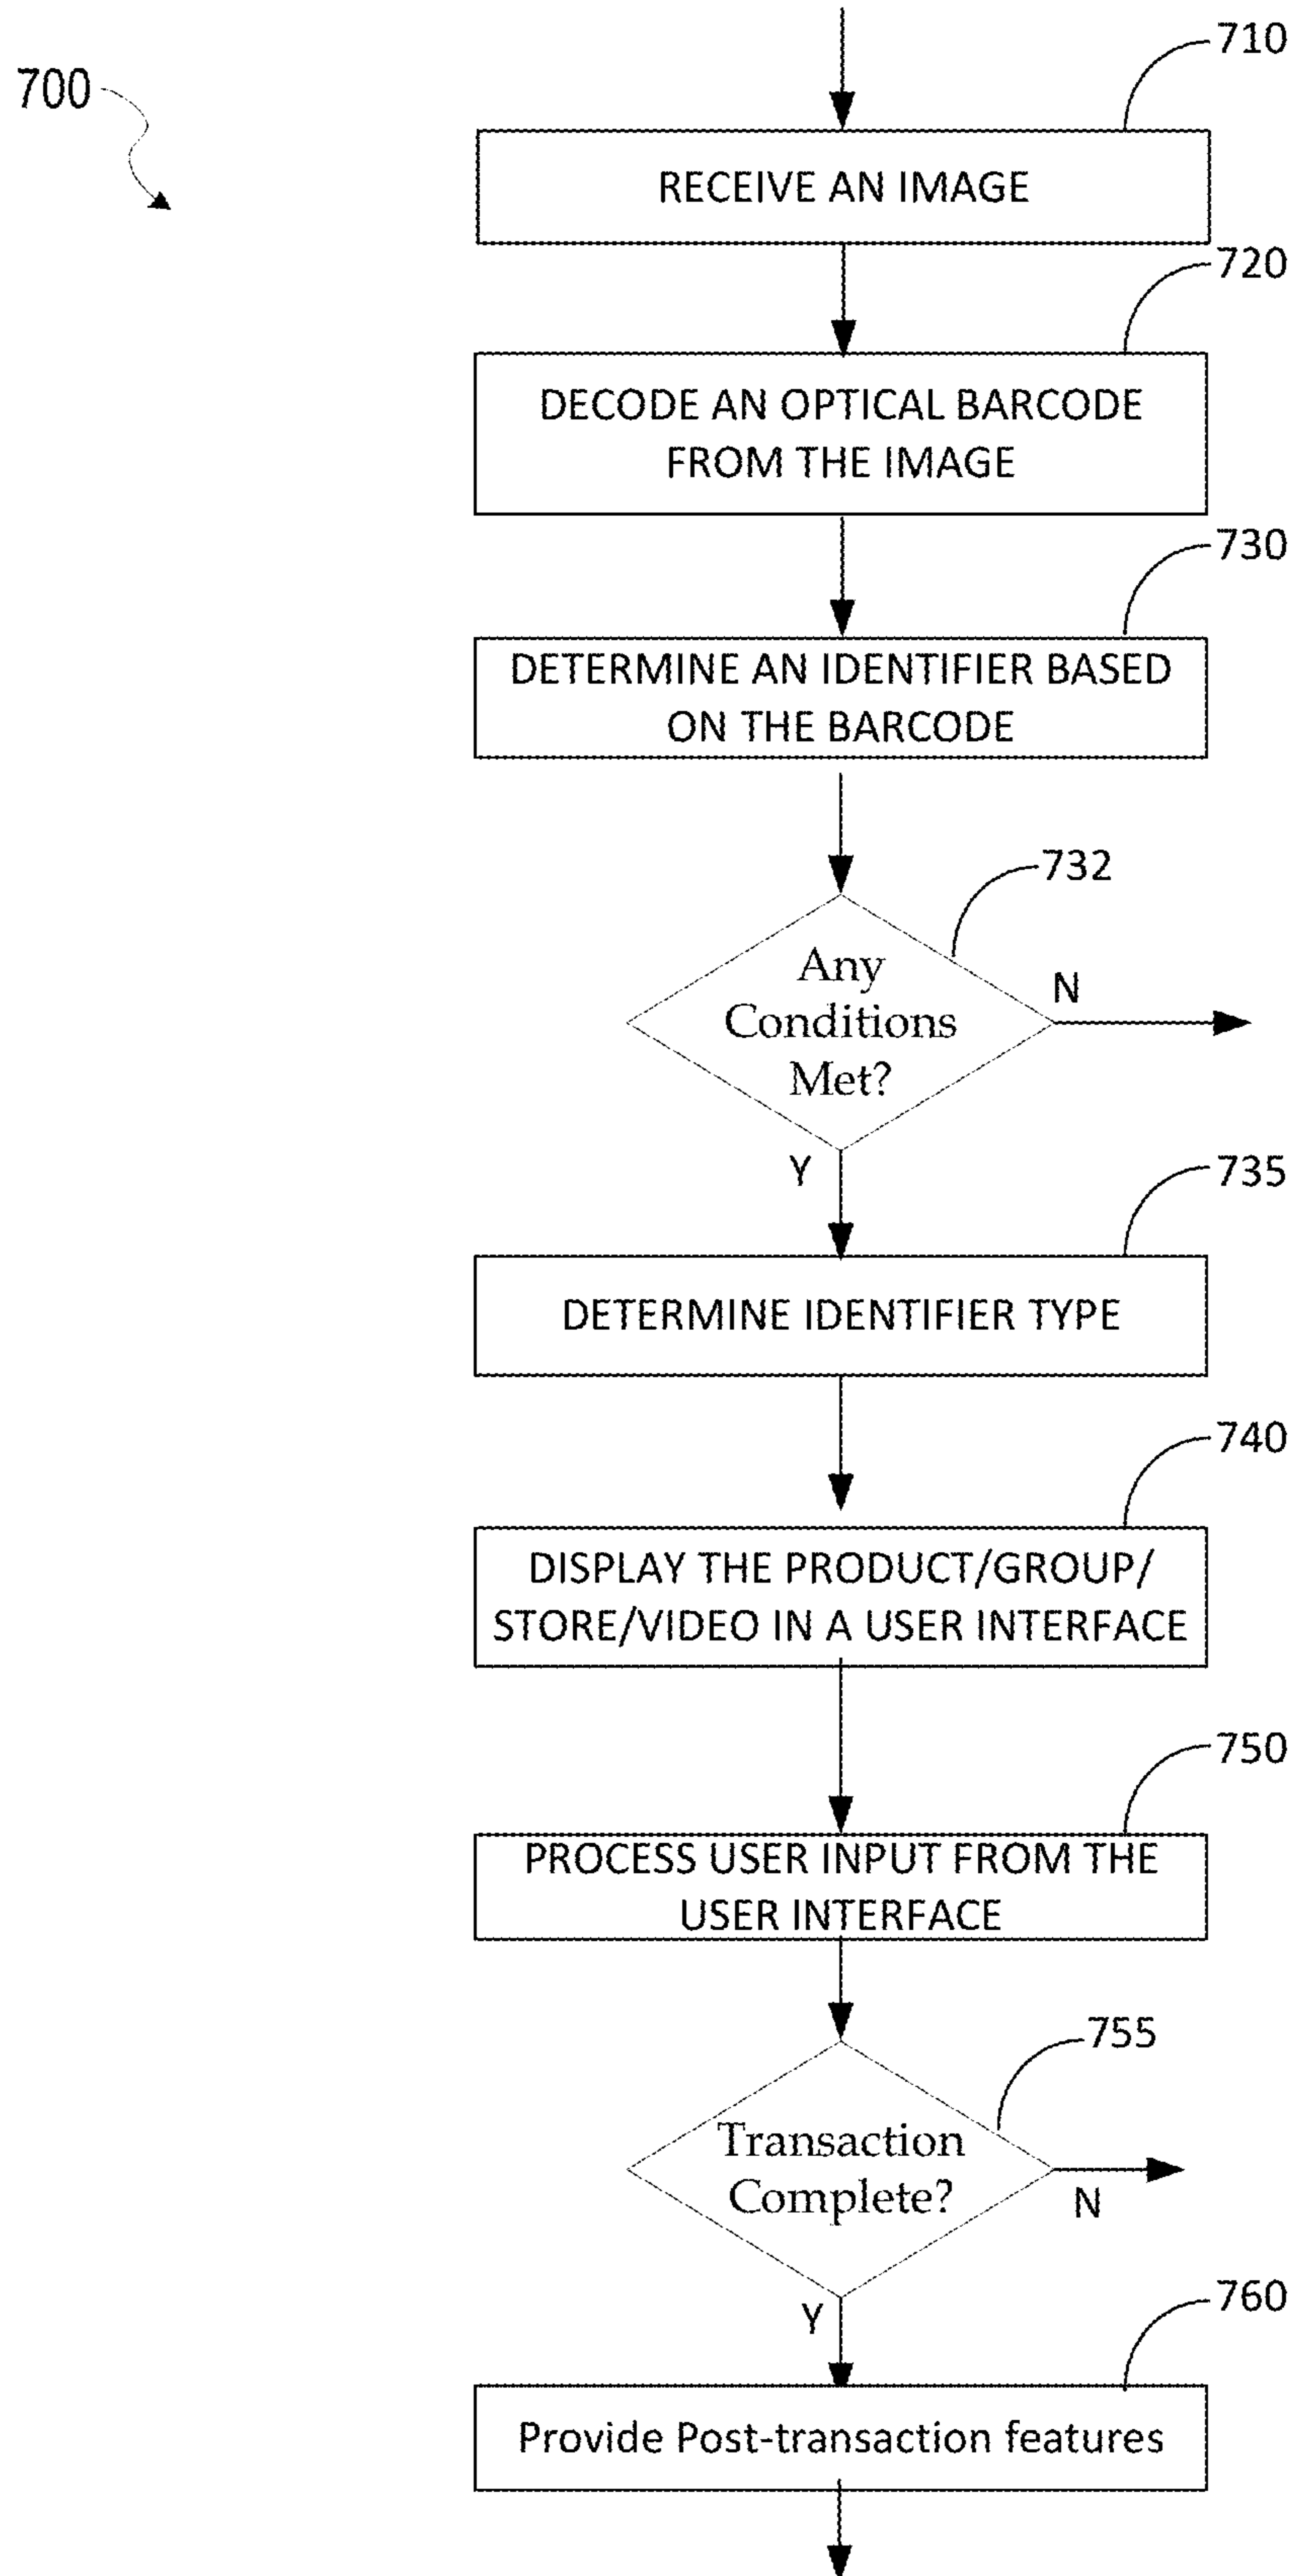 700
710
RECEIVE AN IMAGE
720
DECODE AN OPTICAL BARCODE
FROM THE IMAGE
730
DETERMINE AN IDENTIFIER BASED
ON THE BARCODE
732
Any
Conditions
Met?
N
Y
735
DETERMINE IDENTIFIER TYPE
740
DISPLAY THE PRODUCT/GROUP/
STORE/VIDEO IN A USER INTERFACE
750
PROCESS USER INPUT FROM THE
USER INTERFACE
755
Transaction
Complete?
N
Y
760
Provide Post-transaction features